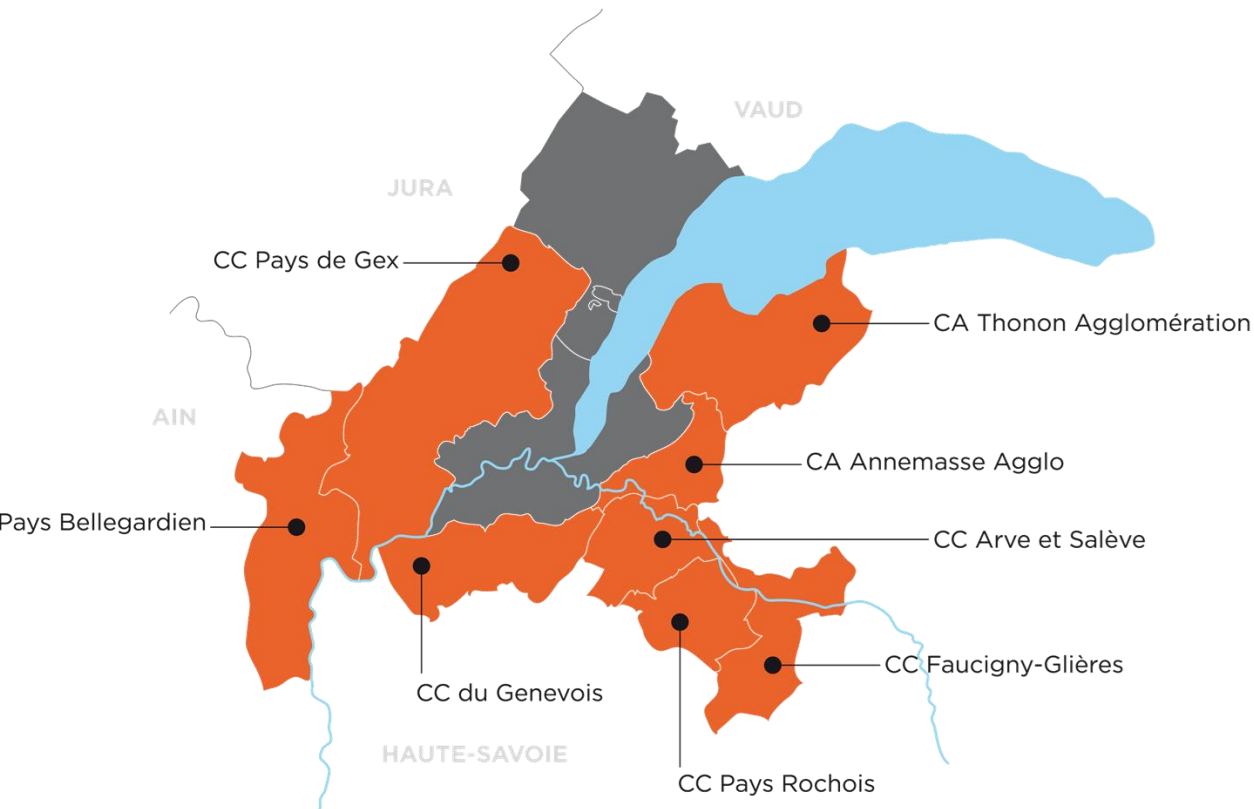 VAUD
JURA
CC Pays de Gex
CA Thonon Agglomération
AIN
CA Annemasse Agglo
Pays Bellegardien
CC Arve et Salève
CC Faucigny-Glières
CC du Genevois
HAUTE-SAVOIE
CC Pays Rochois